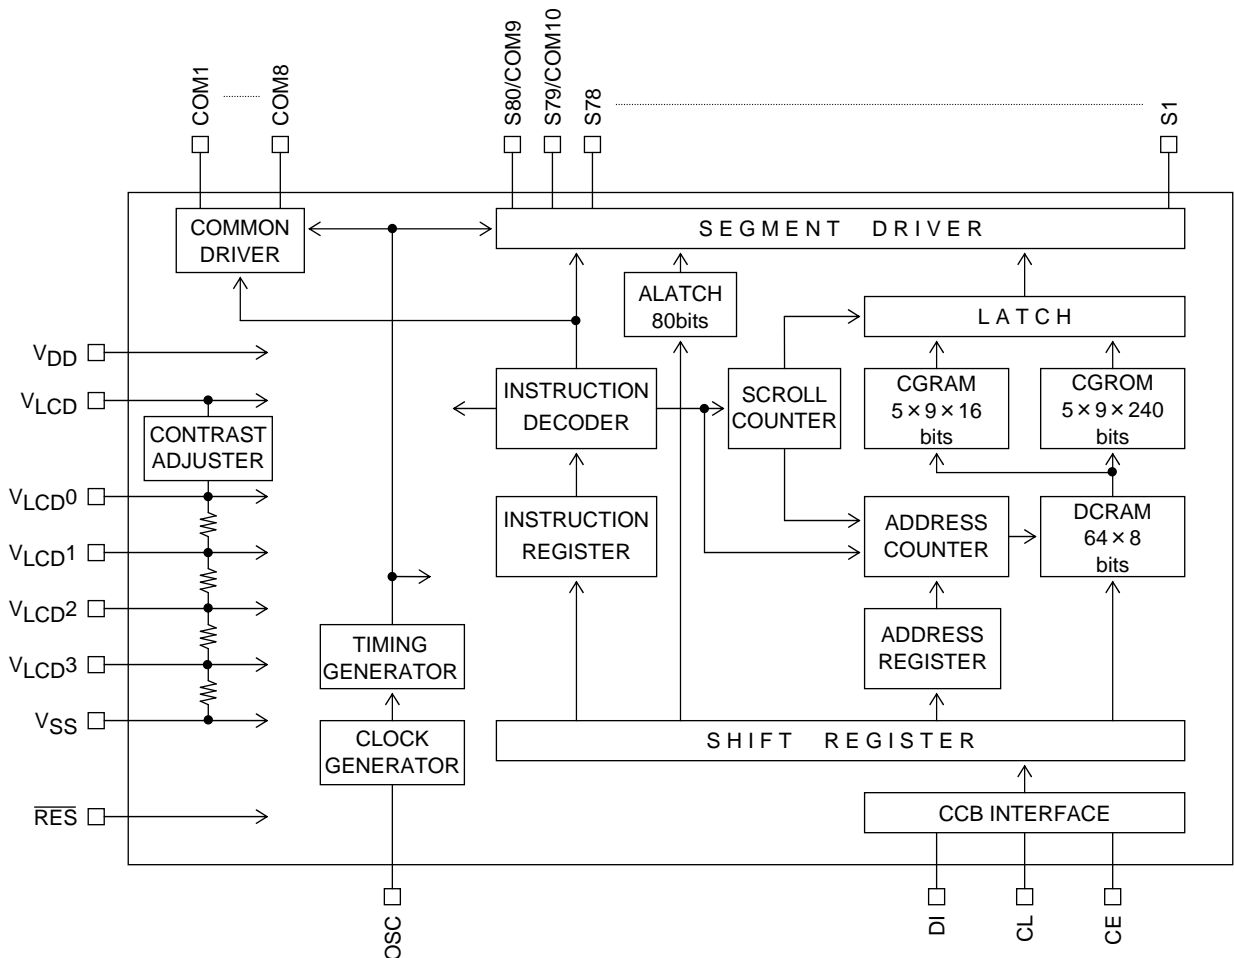 COM1
COM8
S80/COM9
S79/COM10
S78
S1
COMMON
DRIVER
SEGMENT DRIVER
ALATCH
80bits
LATCH
VDD
VLCD
CONTRAST
ADJUSTER
INSTRUCTION
DECODER
SCROLL
COUNTER
CGRAM
5×9×16
bits
CGROM
5×9×240
bits
VLCD0
VLCD1
VLCD2
VLCD3
VSS
RES
INSTRUCTION
REGISTER
ADDRESS
COUNTER
DCRAM
64×8
bits
TIMING
GENERATOR
ADDRESS
REGISTER
CLOCK
GENERATOR
SHIFT REGISTER
CCB INTERFACE
OSC
DI
CL
CE